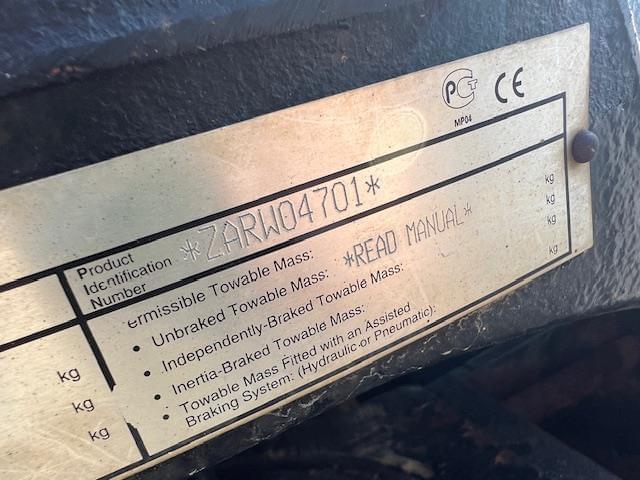 PCT
MP04
CE
Product
Identification
Number
*ZARW04701*
ermissible Towable Mass:
• Unbraked Towable Mass: *READ MANUAL*
• Independently-Braked Towable Mass:
• Inertia-Braked Towable Mass:
• Towable Mass Fitted with an Assisted
Braking System: (Hydraulic or Pneumatic):
kg
kg
kg
kg
kg
kg
kg